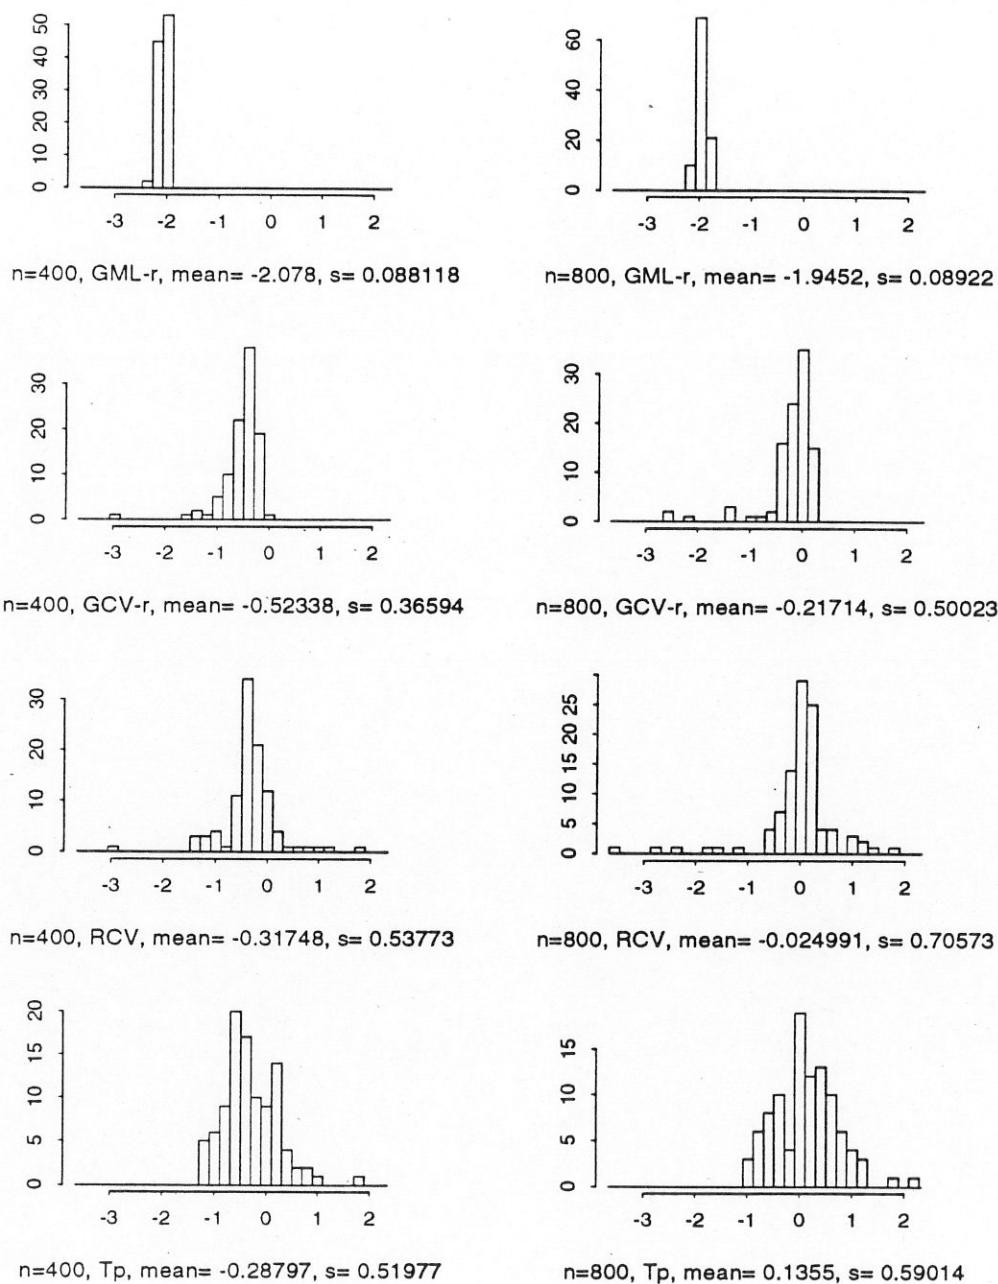 50
40
30
20
10
0
-3 -2 -1 0 1 2
n=400, GML-r, mean= -2.078, s= 0.088118
60
40
20
0
-3 -2 -1 0 1 2
n=800, GML-r, mean= -1.9452, s= 0.08922
30
20
10
0
-3 -2 -1 0 1 2
n=400, GCV-r, mean= -0.52338, s= 0.36594
30
20
10
0
-3 -2 -1 0 1 2
n=800, GCV-r, mean= -0.21714, s= 0.50023
30
20
10
0
-3 -2 -1 0 1 2
n=400, RCV, mean= -0.31748, s= 0.53773
25
20
15
10
5
0
-3 -2 -1 0 1 2
n=800, RCV, mean= -0.024991, s= 0.70573
20
15
10
5
0
-3 -2 -1 0 1 2
n=400, Tp, mean= -0.28797, s= 0.51977
15
10
5
0
-3 -2 -1 0 1 2
n=800, Tp, mean= 0.1355, s= 0.59014